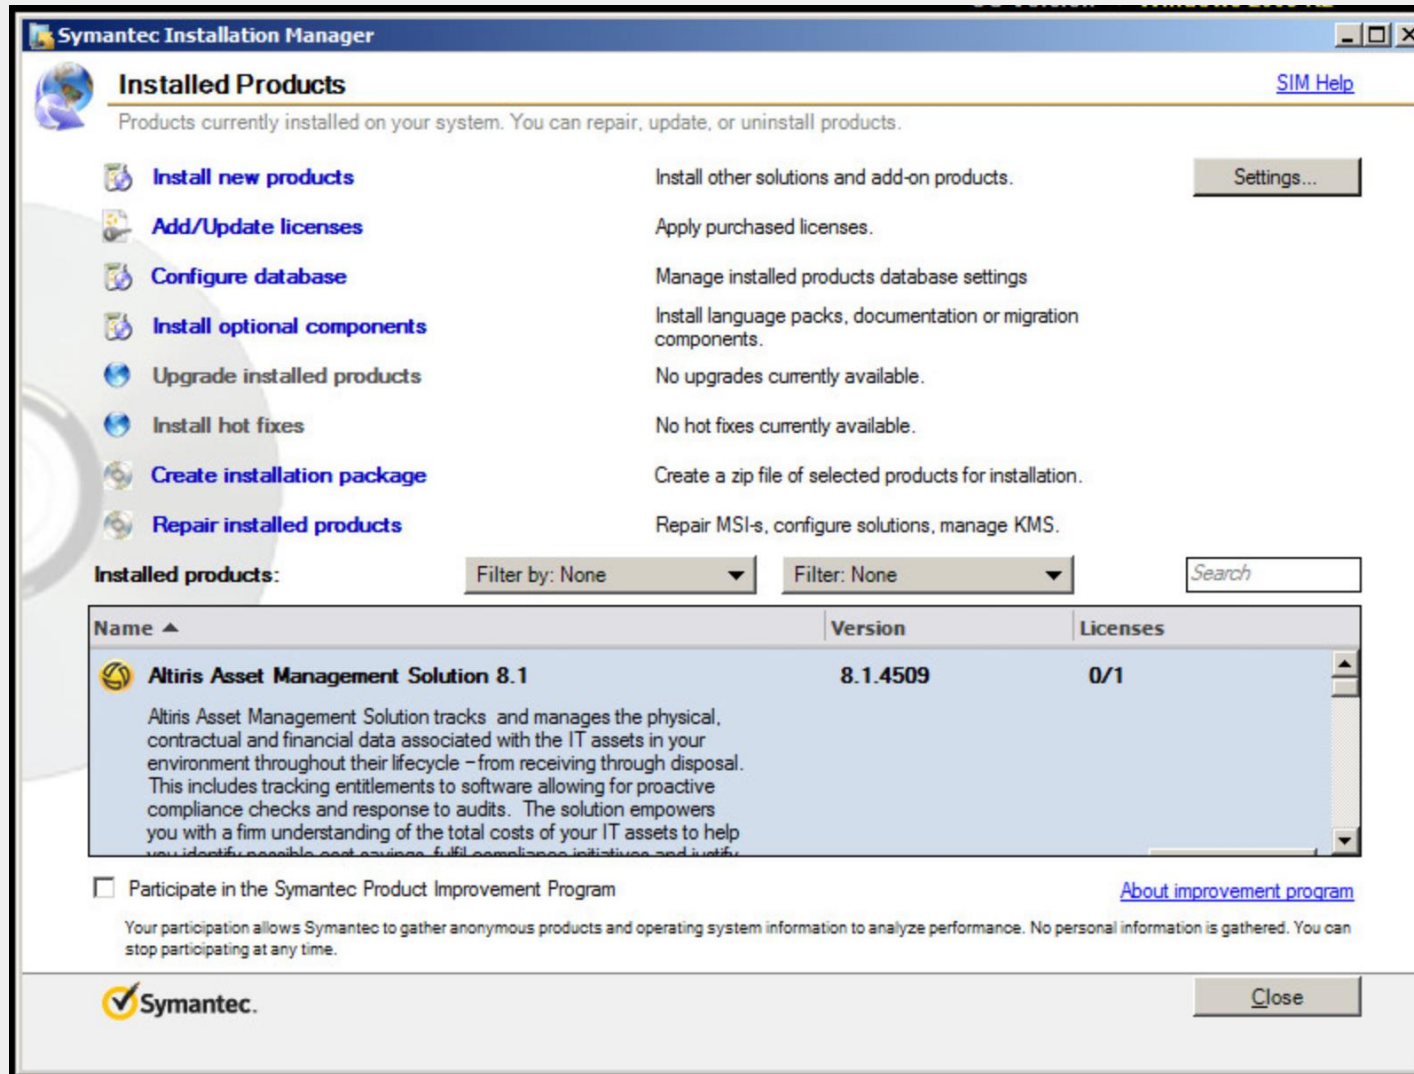 Symantec Installation Manager
Installed Products
SIM Help
Products currently installed on your system. You can repair, update, or uninstall products.
Install new products
Install other solutions and add-on products.
Settings...
Add/Update licenses
Apply purchased licenses.
Configure database
Manage installed products database settings
Install optional components
Install language packs, documentation or migration
components.
Upgrade installed products
No upgrades currently available.
Install hot fixes
No hot fixes currently available.
Create installation package
Create a zip file of selected products for installation.
Repair installed products
Repair MSI-s, configure solutions, manage KMS.
Installed products:
Filter by: None
Filter: None
Search
Name
Version
Licenses
Altiris Asset Management Solution 8.1
8.1.4509
0/1
Altiris Asset Management Solution tracks  and manages the physical,
contractual and financial data associated with the IT assets in your
environment throughout their lifecycle –from receiving through disposal.
This includes tracking entitlements to software allowing for proactive
compliance checks and response to audits.  The solution empowers
you with a firm understanding of the total costs of your IT assets to help
you identify possible cost savings, fulfil compliance initiatives and justify
Participate in the Symantec Product Improvement Program
About improvement program
Your participation allows Symantec to gather anonymous products and operating system information to analyze performance. No personal information is gathered. You can
stop participating at any time.
Symantec.
Close